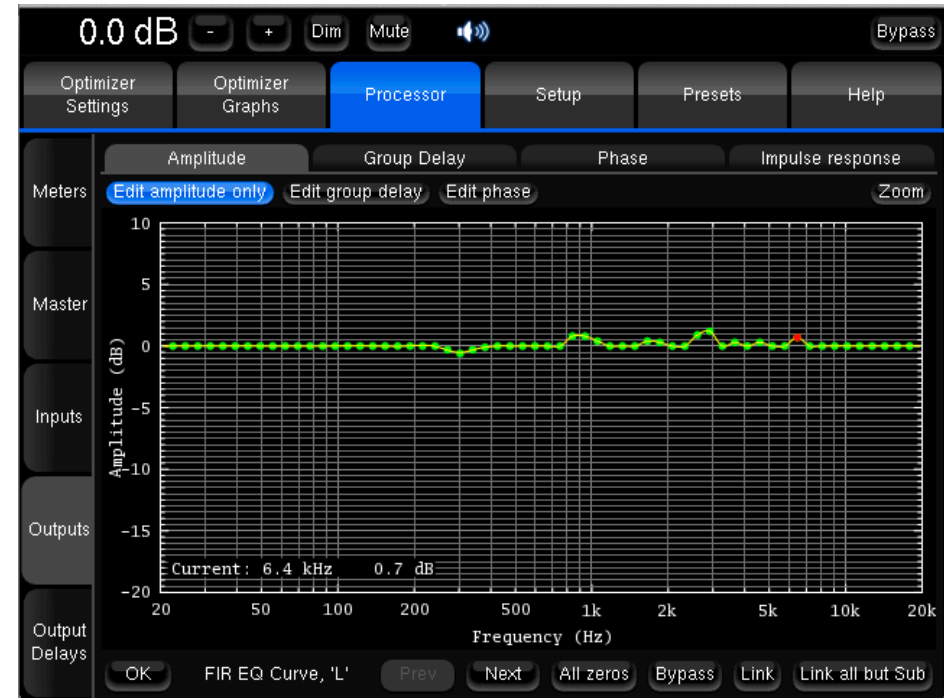 0.0 dB - + Dim Mute Bypass
Optimizer Settings Optimizer Graphs Processor Setup Presets Help
Amplitude Group Delay Phase Impulse response
Meters Edit amplitude only Edit group delay Edit phase Zoom
10
5
Master
0
Amplitude (dB)
Inputs
-5
-10
Outputs
-15
Current: 6.4 kHz 0.7 dB
-20
20 50 100 200 500 1k 2k 5k 10k 20k
Output Delays
Frequency (Hz)
OK FIR EQ Curve, 'L' Prev Next All zeros Bypass Link Link all but Sub